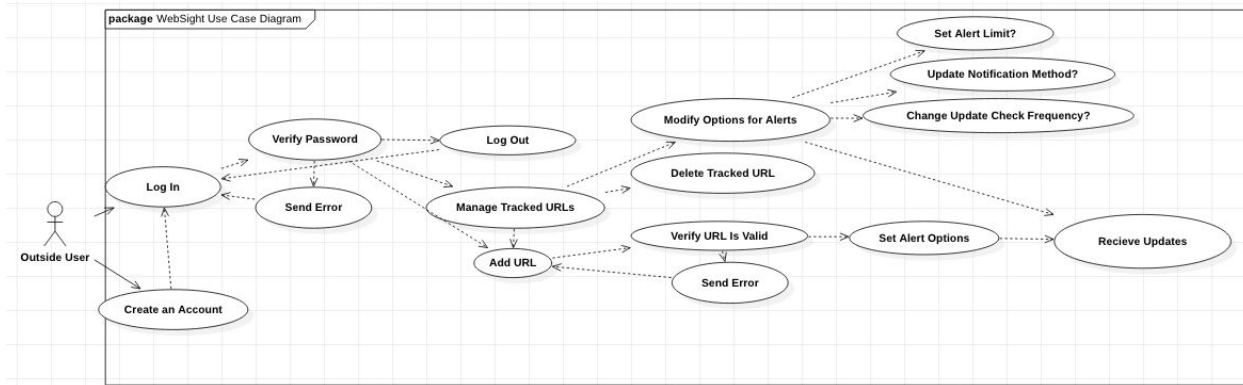 package WebSight Use Case Diagram
Set Alert Limit?
Update Notification Method?
Modify Options for Alerts
Change Update Check Frequency?
Verify Password
Log Out
Delete Tracked URL
Log In
Send Error
Manage Tracked URLs
Verify URL Is Valid
Set Alert Options
Recieve Updates
Outside User
Add URL
Send Error
Create an Account